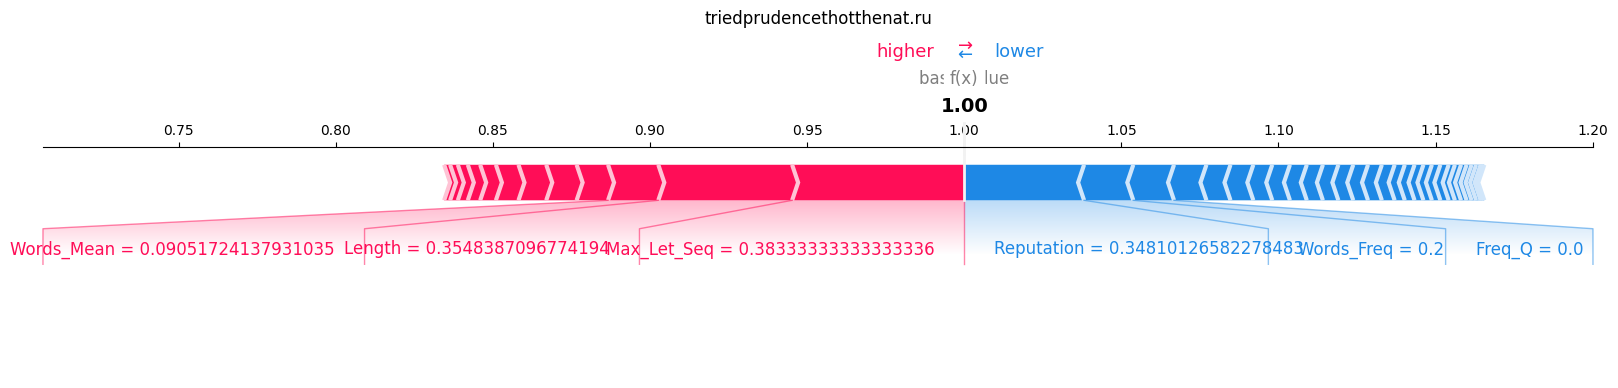 triedprudencethotthenat.ru
higher ⇄ lower
bas f(x) lue
1.00
0.75 0.80 0.85 0.90 0.95 1.00 1.05 1.10 1.15 1.20
Words_Mean = 0.09051724137931035 Length = 0.3548387096774194 Max_Let_Seq = 0.38333333333333336 Reputation = 0.34810126582278483 Words_Freq = 0.2 Freq_Q = 0.0